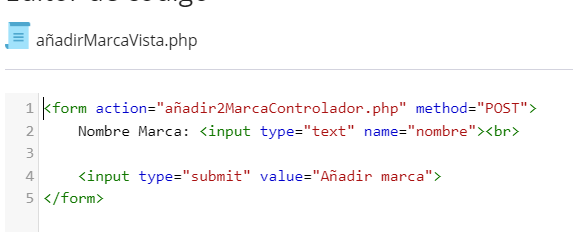 Editor de código
añadirMarcaVista.php
1 <form action="añadir2MarcaControlador.php" method="POST">
2     Nombre Marca: <input type="text" name="nombre"><br>
3
4     <input type="submit" value="Añadir marca">
5 </form>